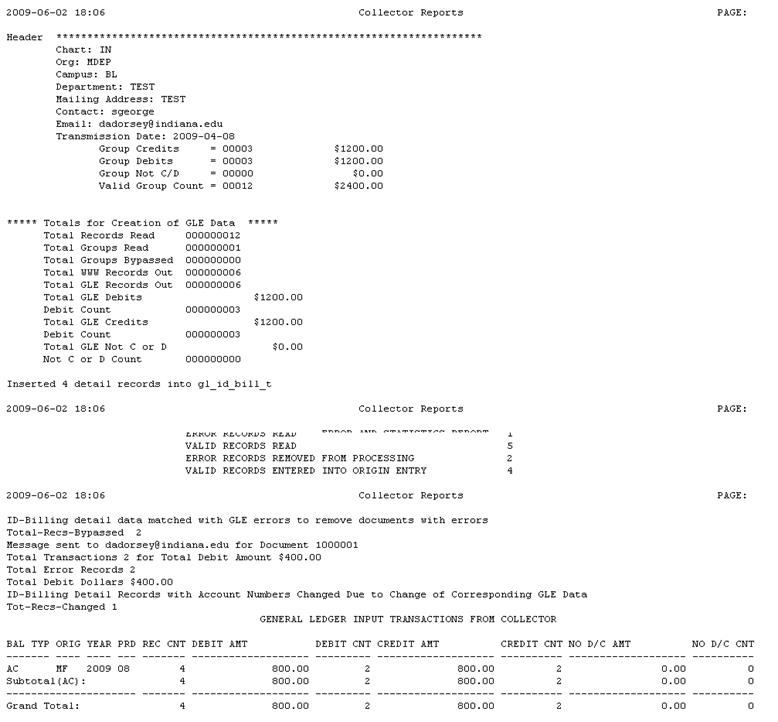 2009-06-02 18:06 Collector Reports PAGE:
Header *********************************************************************
Chart: IN
Org: MDEP
Campus: BL
Department: TEST
Mailing Address: TEST
Contact: sgeorge
Email: dadorsey@indiana.edu
Transmission Date: 2009-04-08
Group Credits = 00003 $1200.00
Group Debits = 00003 $1200.00
Group Not C/D = 00000 $0.00
Valid Group Count = 00012 $2400.00
***** Totals for Creation of GLE Data *****
Total Records Read 000000012
Total Groups Read 000000001
Total Groups Bypassed 000000000
Total WWW Records Out 000000006
Total GLE Records Out 000000006
Total GLE Debits $1200.00
Debit Count 000000003
Total GLE Credits $1200.00
Debit Count 000000003
Total GLE Not C or D $0.00
Not C or D Count 000000000
Inserted 4 detail records into gl_id_bill_t
2009-06-02 18:06 Collector Reports PAGE:
ERROR RECORDS READ ERROR AND STATISTICS REPORT 1
VALID RECORDS READ 5
ERROR RECORDS REMOVED FROM PROCESSING 2
VALID RECORDS ENTERED INTO ORIGIN ENTRY 4
2009-06-02 18:06 Collector Reports PAGE:
ID-Billing detail data matched with GLE errors to remove documents with errors
Total-Recs-Bypassed 2
Message sent to dadorsey@indiana.edu for Document 1000001
Total Transactions 2 for Total Debit Amount $400.00
Total Error Records 2
Total Debit Dollars $400.00
ID-Billing Detail Records with Account Numbers Changed Due to Change of Corresponding GLE Data
Tot-Recs-Changed 1
GENERAL LEDGER INPUT TRANSACTIONS FROM COLLECTOR
BAL TYP ORIG YEAR PRD REC CNT DEBIT AMT DEBIT CNT CREDIT AMT CREDIT CNT NO D/C AMT NO D/C CNT
AC MF 2009 08 4 800.00 2 800.00 2 0.00 0
Subtotal(AC): 4 800.00 2 800.00 2 0.00 0
Grand Total: 4 800.00 2 800.00 2 0.00 0